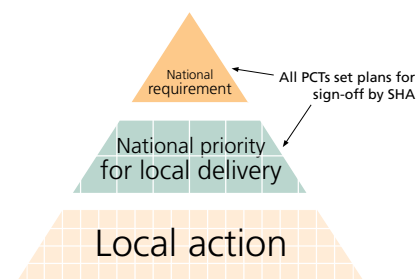 National
requirement
All PCTs set plans for
sign-off by SHA
National priority
for local delivery
Local action